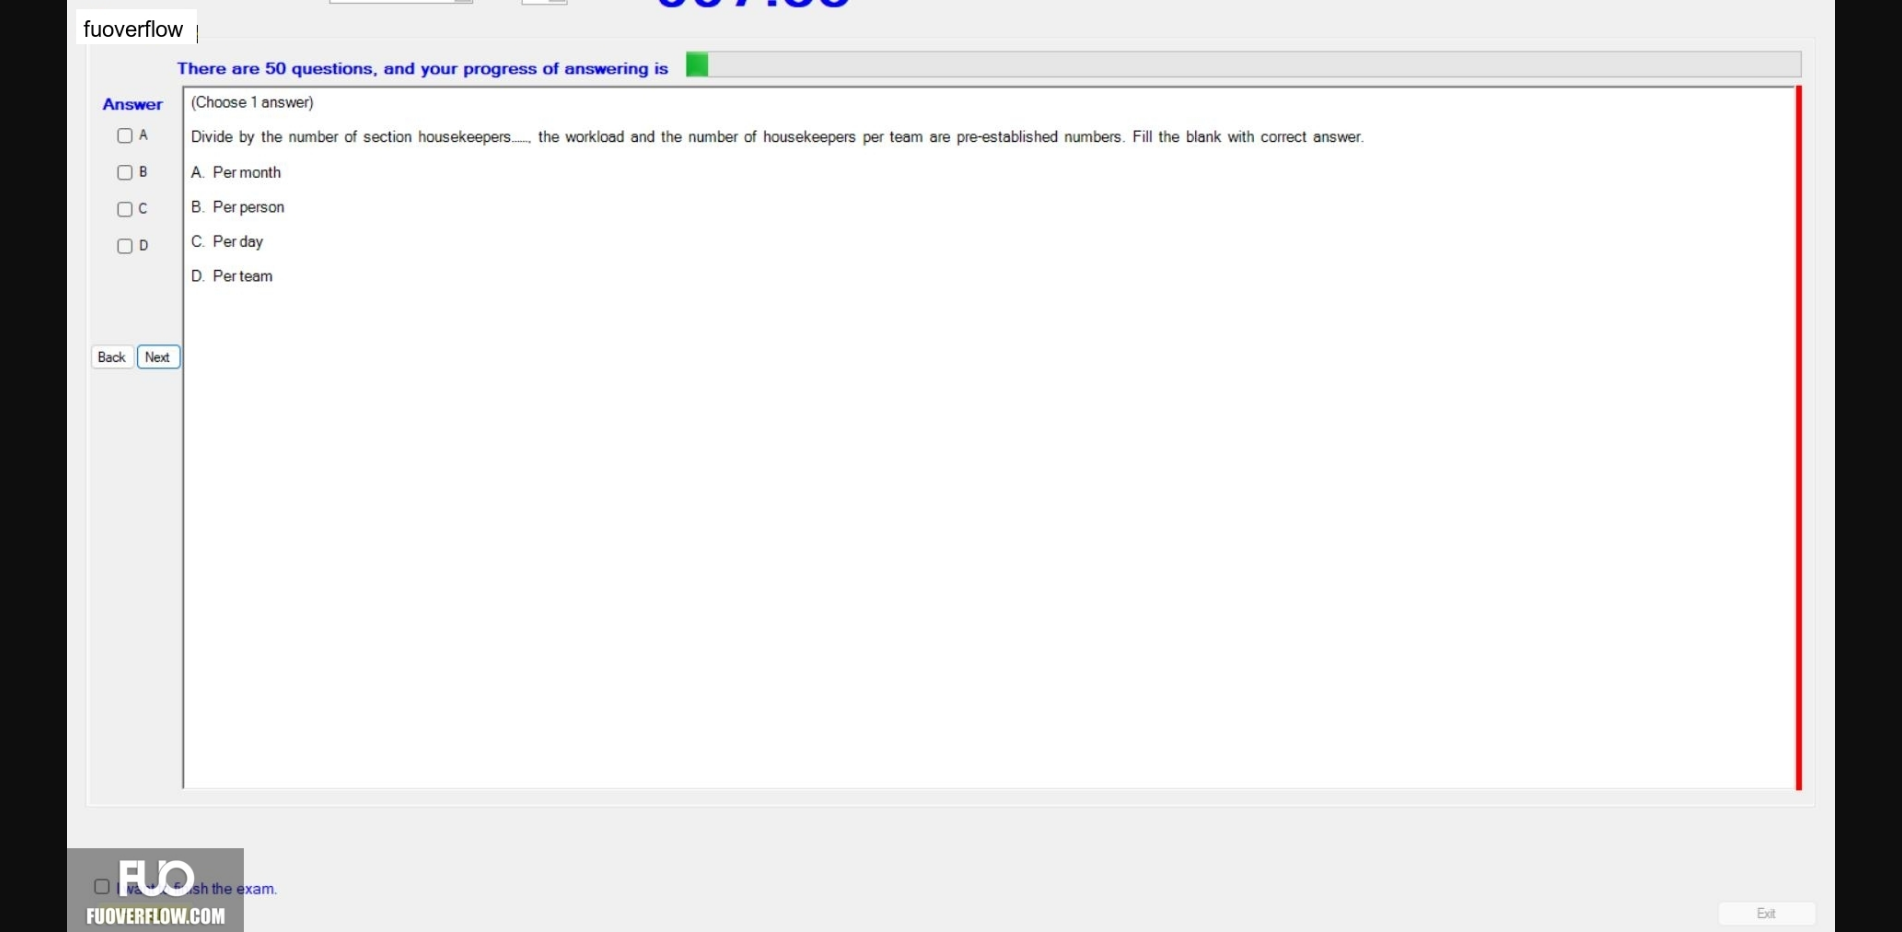 fuoverflow
There are 50 questions, and your progress of answering is
Answer
(Choose 1 answer)
A
Divide by the number of section housekeepers......, the workload and the number of housekeepers per team are pre-established numbers. Fill the blank with correct answer.
B
A. Per month
C
B. Per person
D
C. Per day
D. Per team
Back Next
FUO
sh the exam.
FUOVERFLOW.COM
Exit